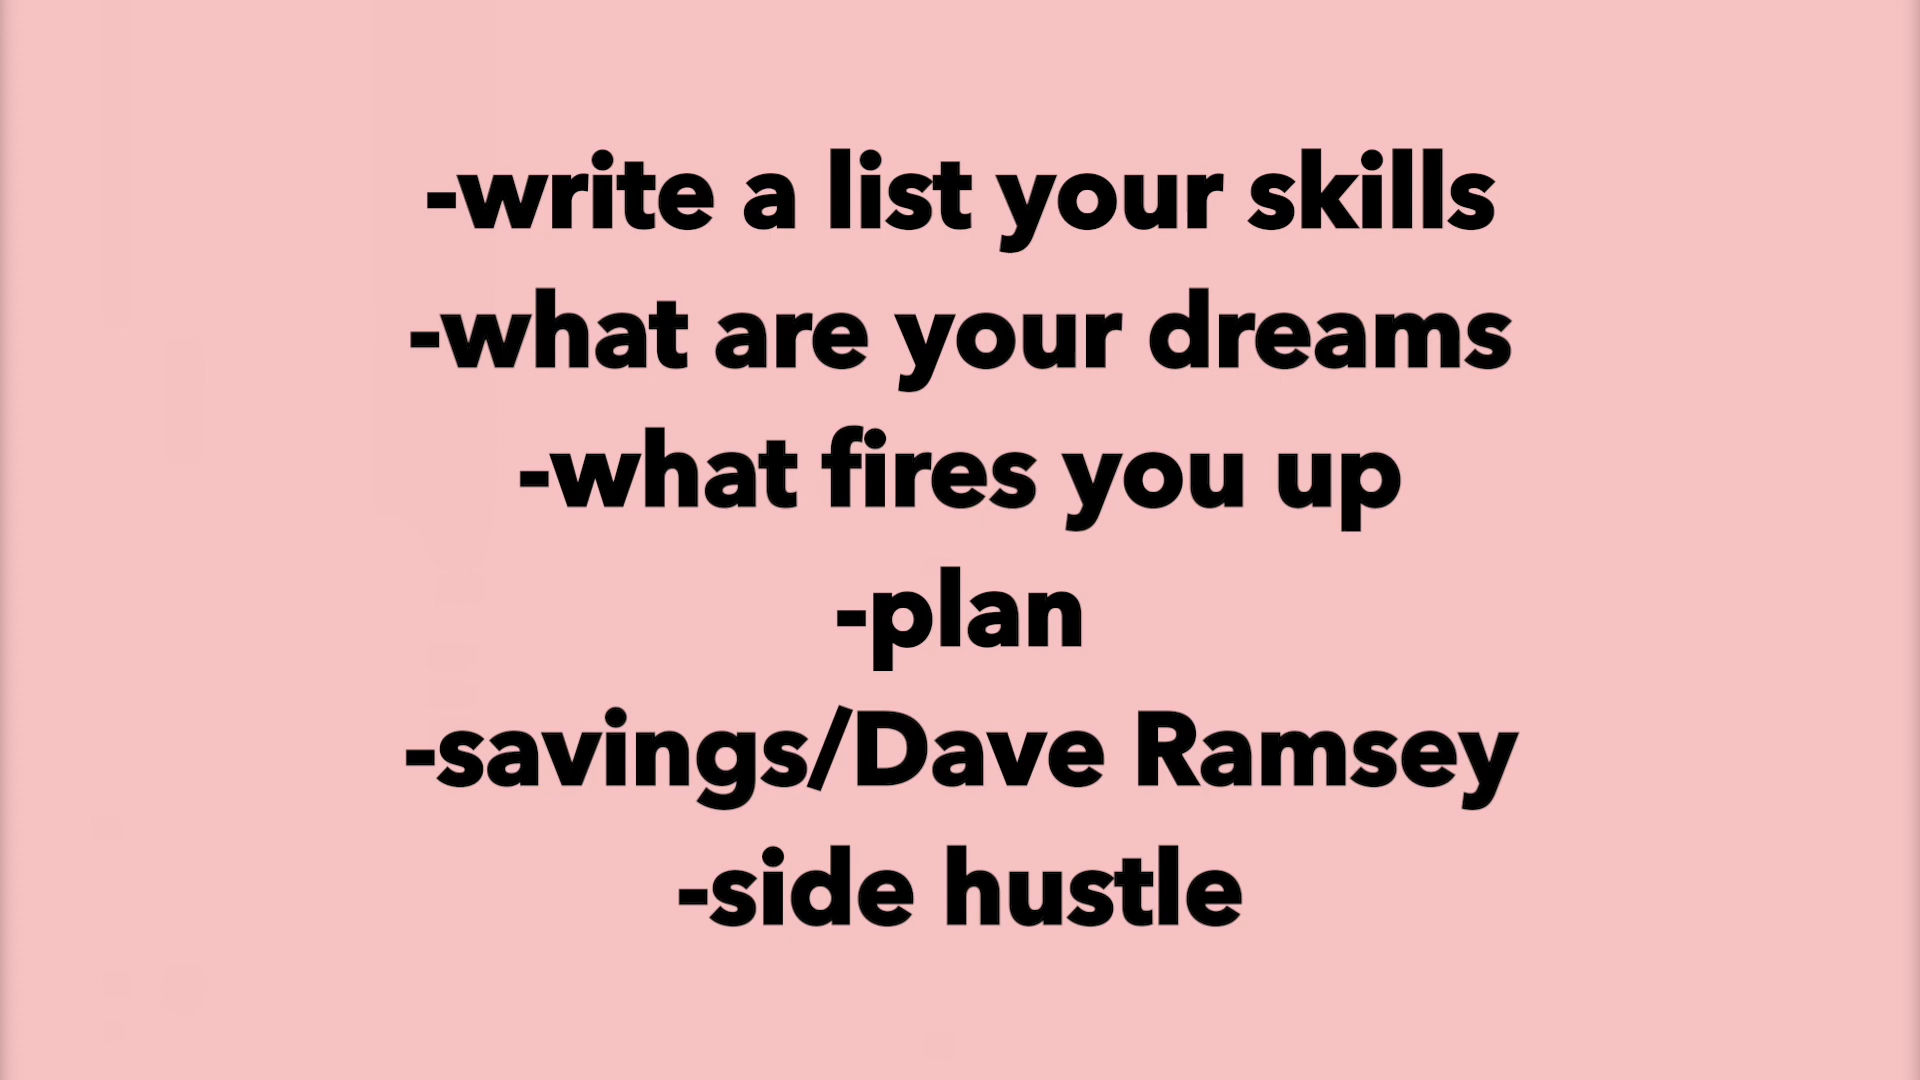 -write a list your skills
-what are your dreams
-what fires you up
-plan
-savings/Dave Ramsey
-side hustle